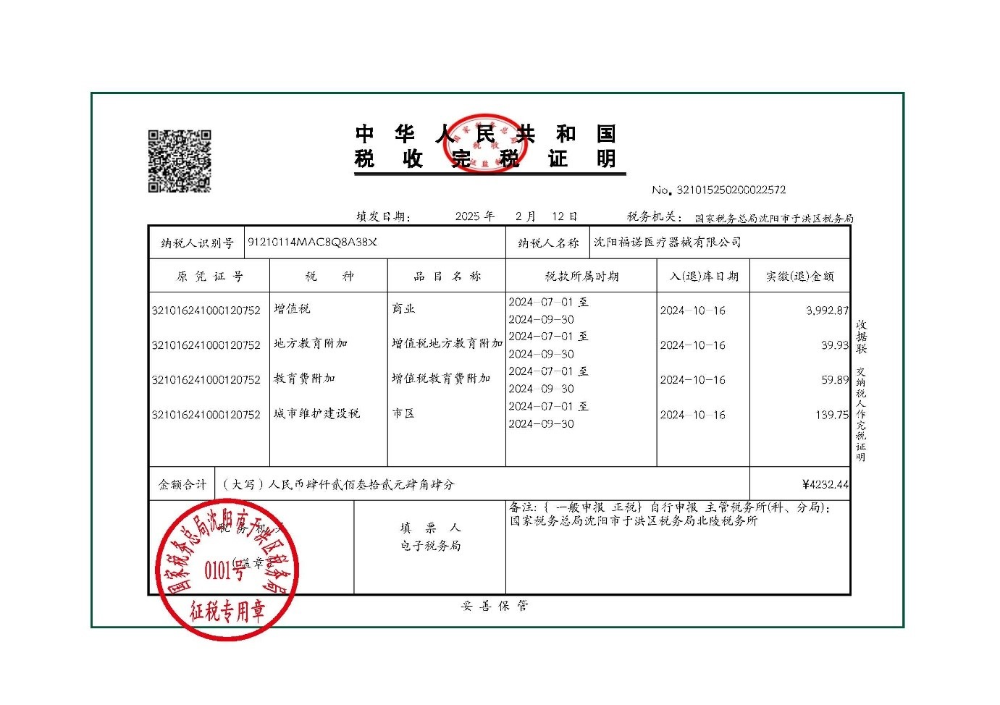 中华人民共和国
税收完税证明
国家税务总局
税收
证监制
No. 321015250200022572
填发日期： 2025 年 2 月 12 日 税务机关： 国家税务总局沈阳市于洪区税务局
纳税人识别号 91210114MAC8Q8A38X 纳税人名称 沈阳福诺医疗器械有限公司
原凭证号 税种 品目名称 税款所属时期 入(退)库日期 实缴(退)金额
321016241000120752 增值税 商业 2024-07-01 至 2024-09-30 2024-10-16 3,992.87
321016241000120752 地方教育附加 增值税地方教育附加 2024-07-01 至 2024-09-30 2024-10-16 39.93
321016241000120752 教育费附加 增值税教育费附加 2024-07-01 至 2024-09-30 2024-10-16 59.89
321016241000120752 城市维护建设税 市区 2024-07-01 至 2024-09-30 2024-10-16 139.75
金额合计 （大写）人民币肆仟贰佰叁拾贰元肆角肆分 ¥4232.44
税务机关
（盖章）
填票人
电子税务局
备注:{ 一般申报 正税} 自行申报 主管税务所(科、分局):
国家税务总局沈阳市于洪区税务局北陵税务所
国家税务总局沈阳市于洪区税务局
0101号
征税专用章
收据联 交纳税人作完税证明
妥善保管